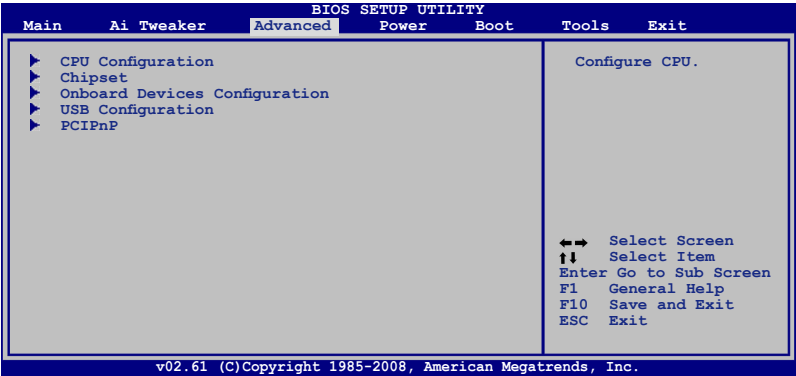 BIOS SETUP UTILITY
Main Ai Tweaker Advanced Power Boot Tools Exit
CPU Configuration
Chipset
Onboard Devices Configuration
USB Configuration
PCIPnP
Configure CPU.
Select Screen
Select Item
Enter Go to Sub Screen
F1 General Help
F10 Save and Exit
ESC Exit
v02.61 (C)Copyright 1985-2008, American Megatrends, Inc.